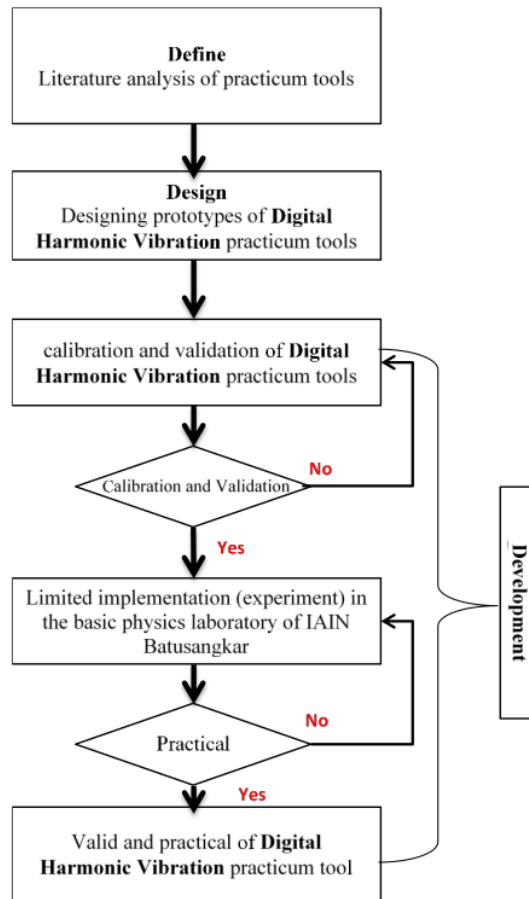 Define
Literature analysis of practicum tools
Design
Designing prototypes of Digital
Harmonic Vibration practicum tools
calibration and validation of Digital
Harmonic Vibration practicum tools
No
Calibration and Validation
Yes
Limited implementation (experiment) in
the basic physics laboratory of IAIN
Batusangkar
No
Practical
Yes
Valid and practical of Digital
Harmonic Vibration practicum tool
Development